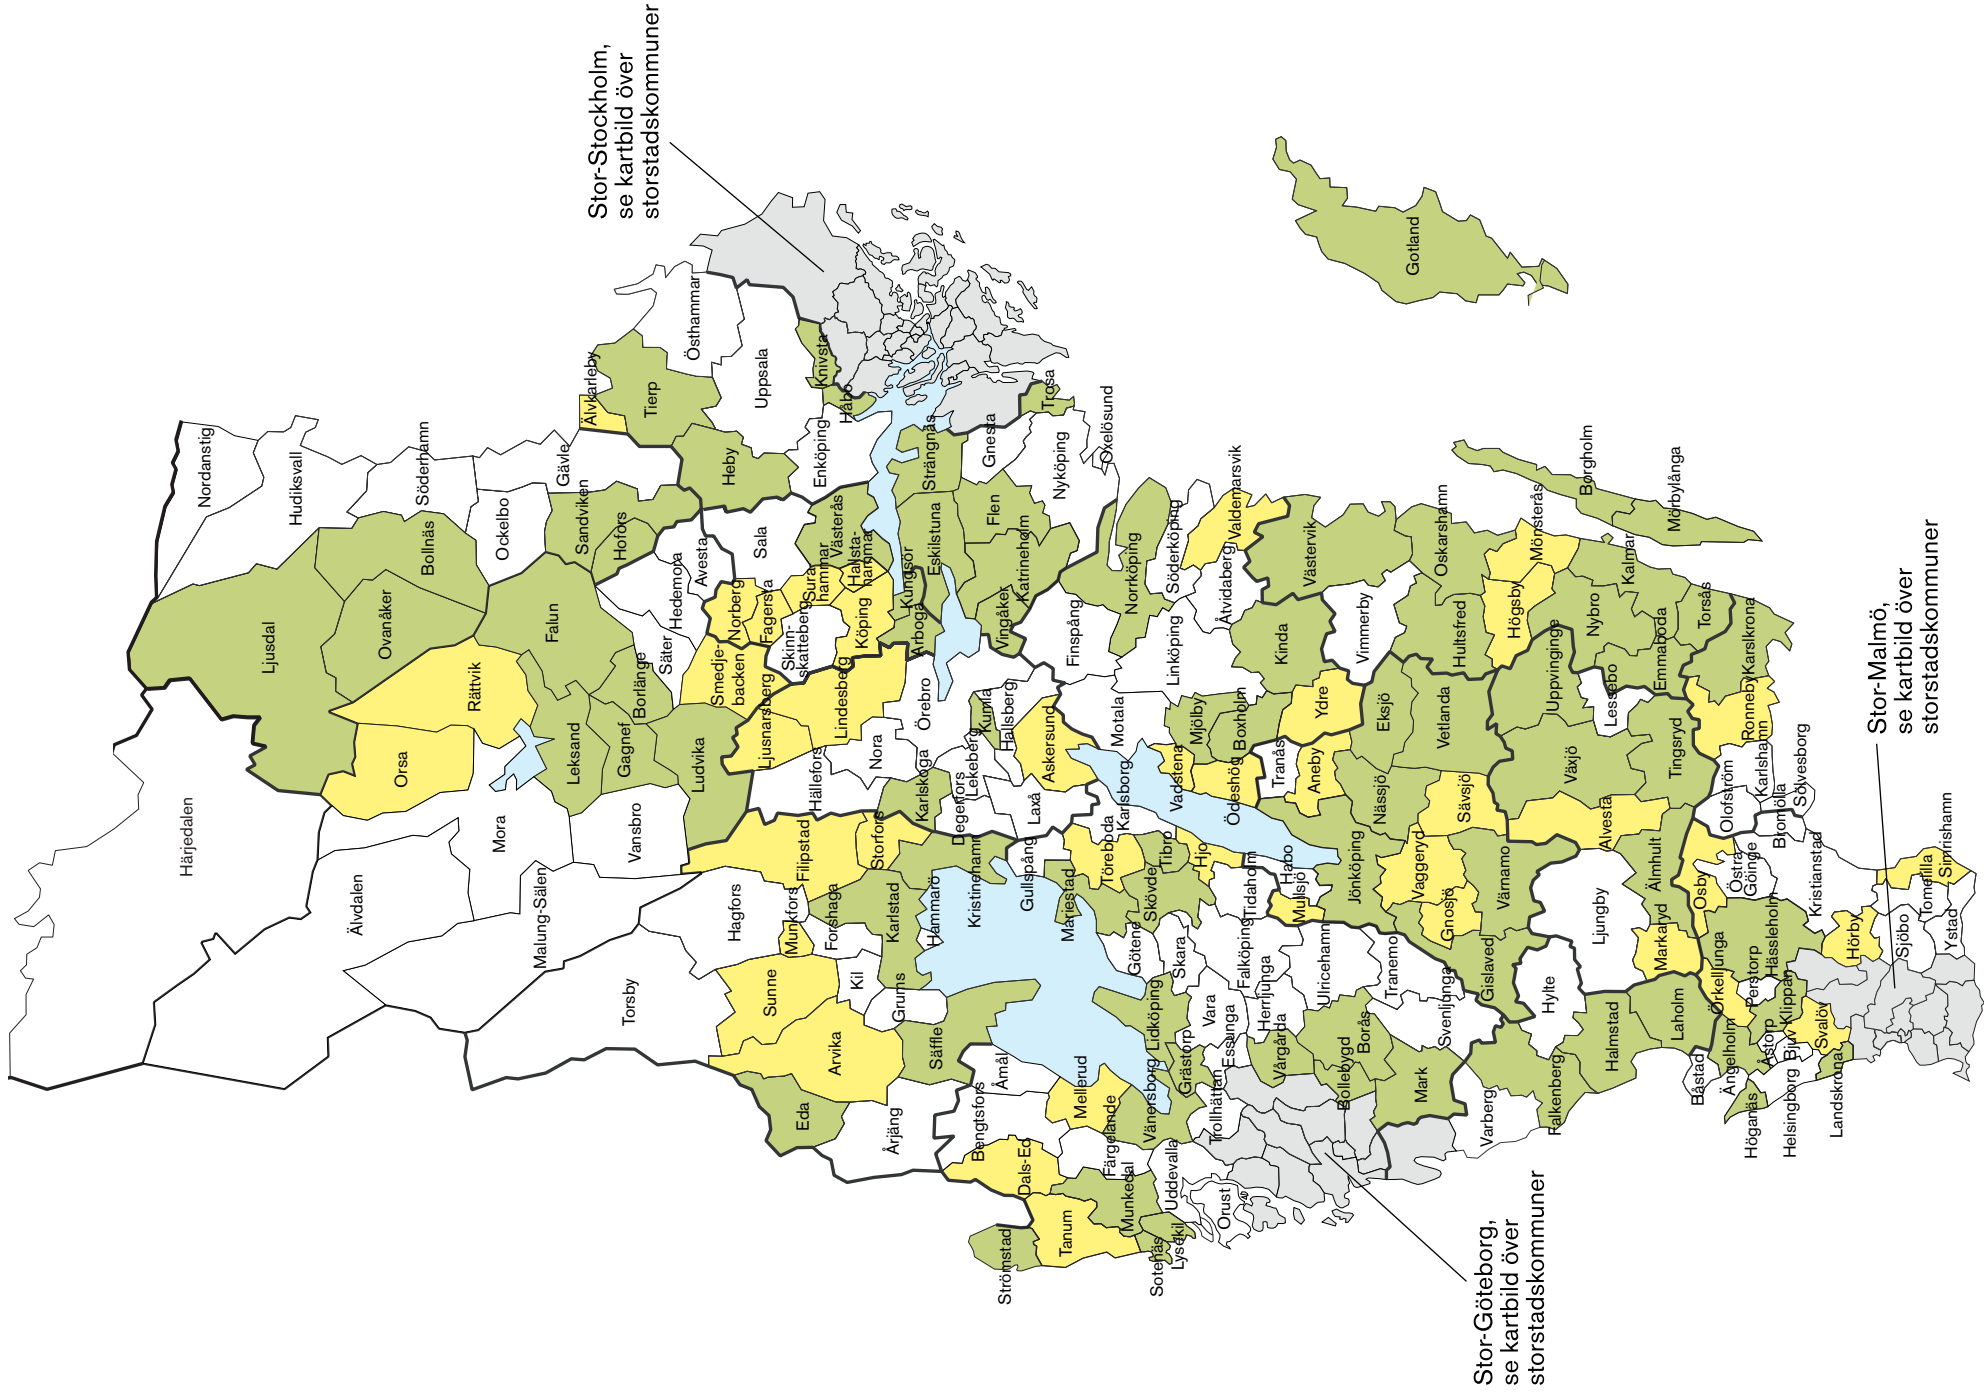 Stor-Stockholm,
se kartbild över
storstadskommuner
Härjedalen
Nordanstig
Hudiksvall
Ljusdal
Söderhamn
Bollnäs
Ovanåker
Ockelbo
Gävle
Sandviken
Hofors
Älvdalen
Orsa
Rättvik
Mora
Malung-Sälen
Falun
Leksand
Gagnef
Borlänge
Säter
Hedemora
Avesta
Vansbro
Ludvika
Smedje-
backen
Älvkarleby
Tierp
Östhammar
Uppsala
Heby
Knivsta
Håbo
Enköping
Sala
Norberg
Fagersta
Skinn-
skatteberg
Sura
hammar
Västerås
Hallsta-
hammar
Köping
Kungsör
Arboga
Torsby
Hagfors
Filipstad
Munkfors
Sunne
Forshaga
Kil
Arvika
Eda
Årjäng
Grums
Säffle
Karlstad
Hammarö
Storfors
Kristinehamn
Ljusnarsberg
Lindesberg
Hällefors
Nora
Örebro
Karlskoga
Degerfors
Lekeberg
Kumla
Hallsberg
Askersund
Laxå
Strängnäs
Eskilstuna
Flen
Katrineholm
Vingåker
Gnesta
Nyköping
Trosa
Oxelösund
Finspång
Norrköping
Söderköping
Valdemarsvik
Åtvidaberg
Linköping
Motala
Mjölby
Boxholm
Vadstena
Ödeshög
Kinda
Ydre
Åmål
Bengtsfors
Dals-Ed
Mellerud
Färgelanda
Strömstad
Tanum
Munkedal
Sotenäs
Lysekil
Uddevalla
Orust
Vänersborg
Trollhättan
Grästorp
Lidköping
Essunga
Vara
Götene
Skara
Gullspång
Mariestad
Töreboda
Karlsborg
Tibro
Skövde
Hjo
Tidaholm
Falköping
Herrljunga
Vårgårda
Ulricehamn
Borås
Bollebygd
Mark
Tranemo
Svenljunga
Habo
Mullsjö
Jönköping
Tranås
Aneby
Nässjö
Eksjö
Vetlanda
Sävsjö
Vaggeryd
Gnosjö
Värnamo
Gislaved
Västervik
Vimmerby
Oskarshamn
Hultsfred
Högsby
Mönsterås
Kalmar
Nybro
Emmaboda
Torsås
Borgholm
Mörbylånga
Gotland
Uppvinginge
Lessebo
Växjö
Tingsryd
Alvesta
Älmhult
Ljungby
Markaryd
Varberg
Falkenberg
Hylte
Halmstad
Laholm
Karlskrona
Ronneby
Karlshamn
Olofström
Sölvesborg
Bromölla
Osby
Östra
Göinge
Kristianstad
Hässleholm
Perstorp
Örkelljunga
Klippan
Åstorp
Ängelholm
Båstad
Höganäs
Helsingborg
Bjuv
Svalöv
Landskrona
Hörby
Sjöbo
Tomelilla
Simrishamn
Ystad
Stor-Malmö,
se kartbild över
storstadskommuner
Stor-Göteborg,
se kartbild över
storstadskommuner